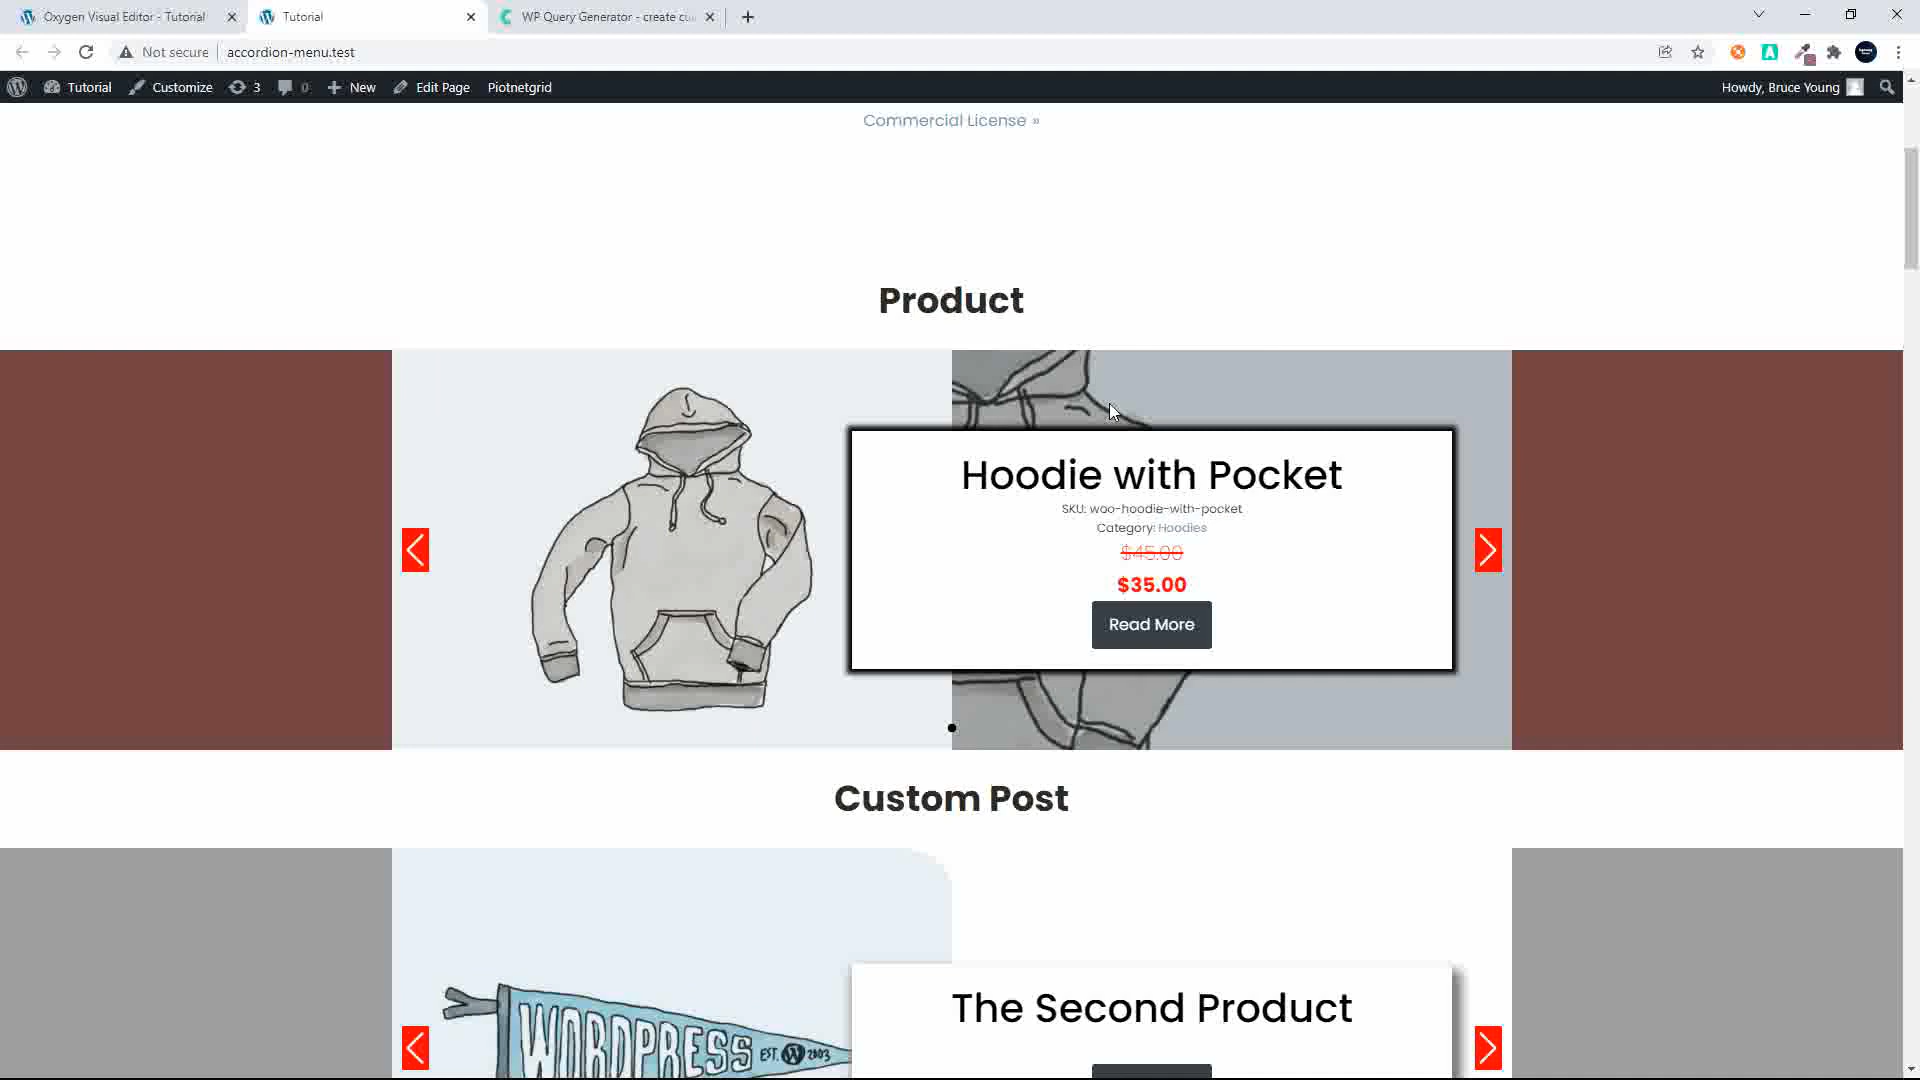 Oxygen Visual Editor - Tutorial
Tutorial
WP Query Generator - create cu
Not secure
accordion-menu.test
Tutorial
Customize
3
0
New
Edit Page
Piotnetgrid
Howdy, Bruce Young
Commercial License »
Product
Hoodie with Pocket
SKU: woo-hoodie-with-pocket
Category: Hoodies
$45.00
$35.00
Read More
Custom Post
The Second Product
WORDPRESS EST. 2003